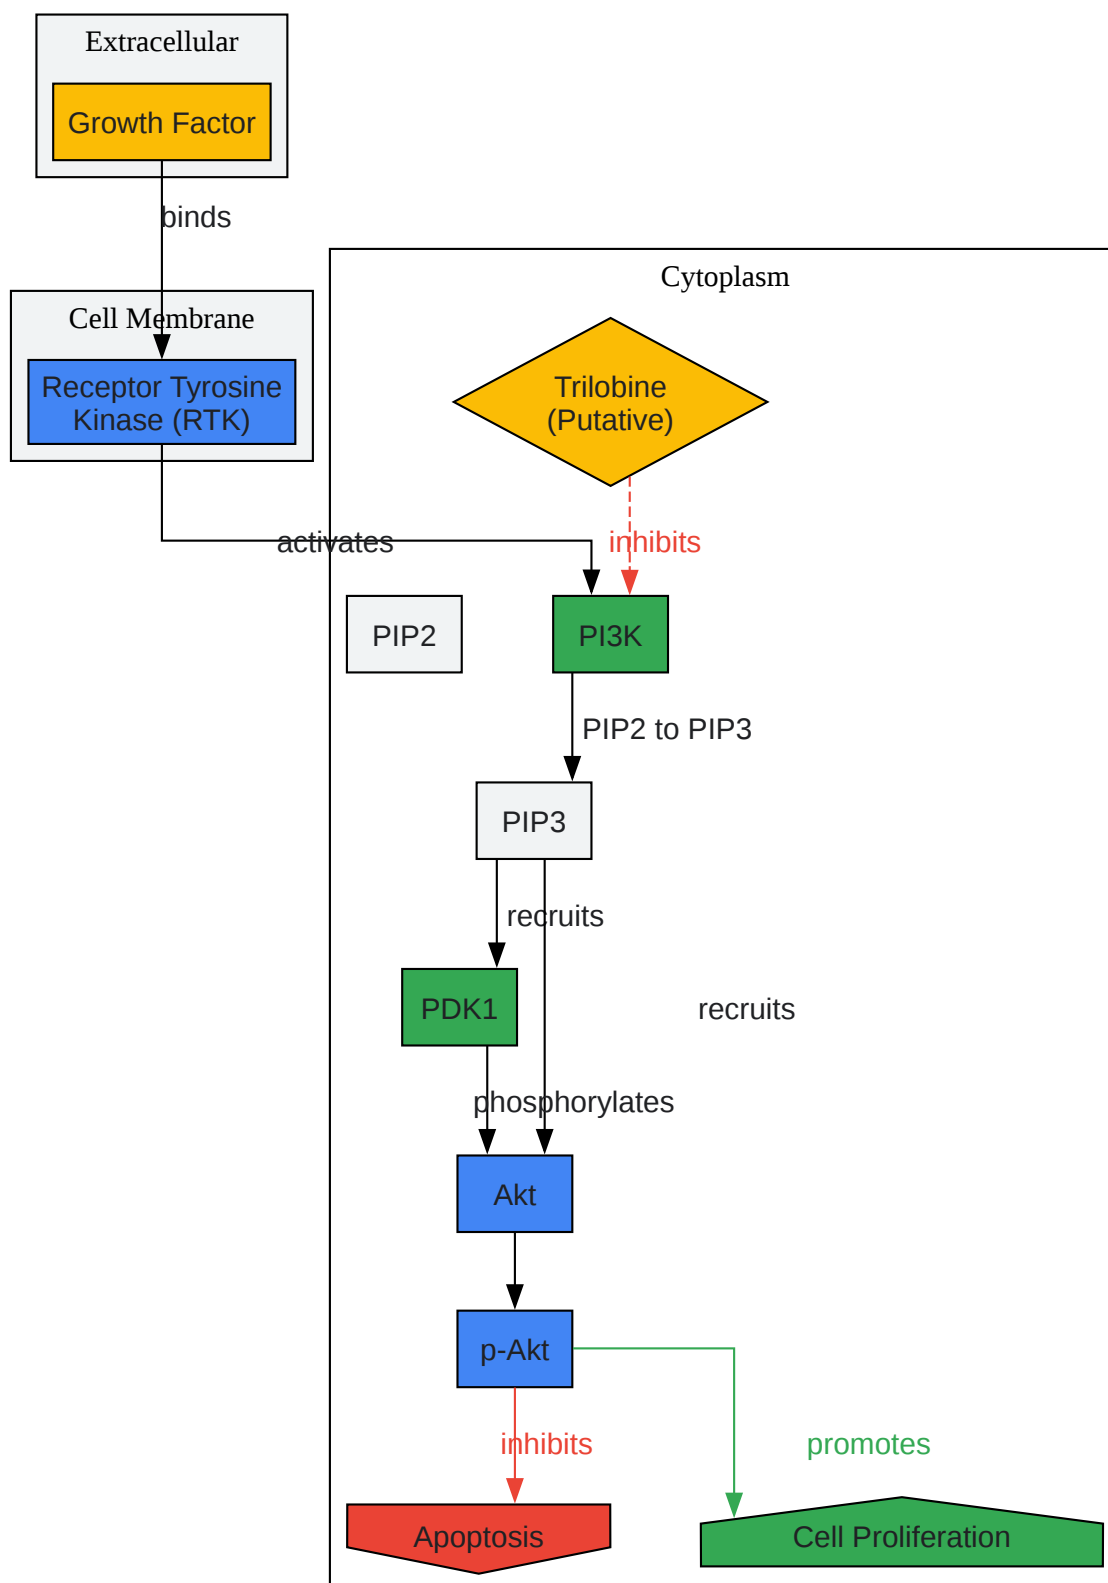 Extracellular
Growth Factor
binds
Cytoplasm
Cell Membrane
Receptor Tyrosine
Kinase (RTK)
Trilobine
(Putative)
activates
inhibits
PIP2
PI3K
PIP2 to PIP3
PIP3
recruits
PDK1
recruits
phosphorylates
Akt
p-Akt
inhibits
promotes
Apoptosis
Cell Proliferation